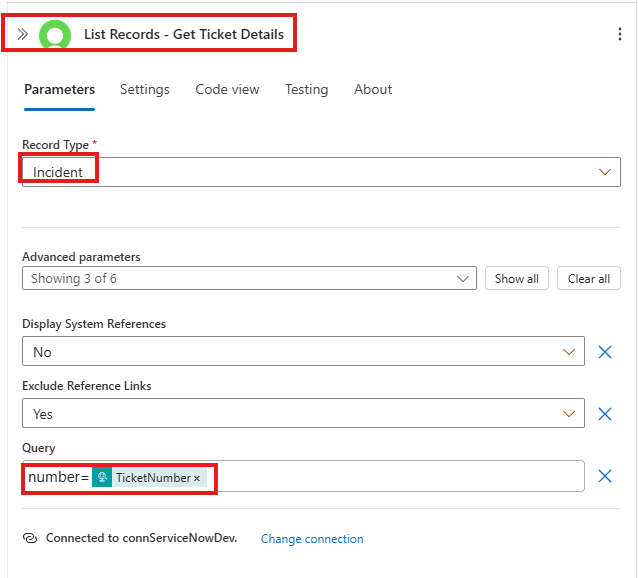 List Records - Get Ticket Details
Parameters Settings Code view Testing About
Record Type *
Incident
Advanced parameters
Showing 3 of 6 Show all Clear all
Display System References
No
Exclude Reference Links
Yes
Query
number= TicketNumber ×
Connected to connServiceNowDev. Change connection